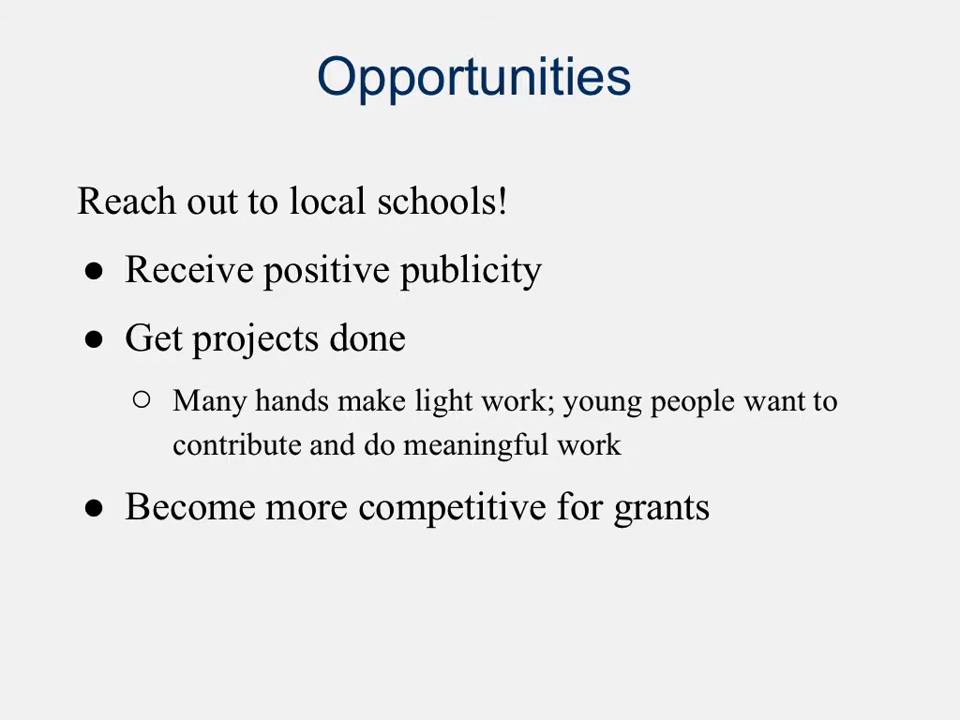 Opportunities
Reach out to local schools!
● Receive positive publicity
● Get projects done
○ Many hands make light work; young people want to
contribute and do meaningful work
● Become more competitive for grants